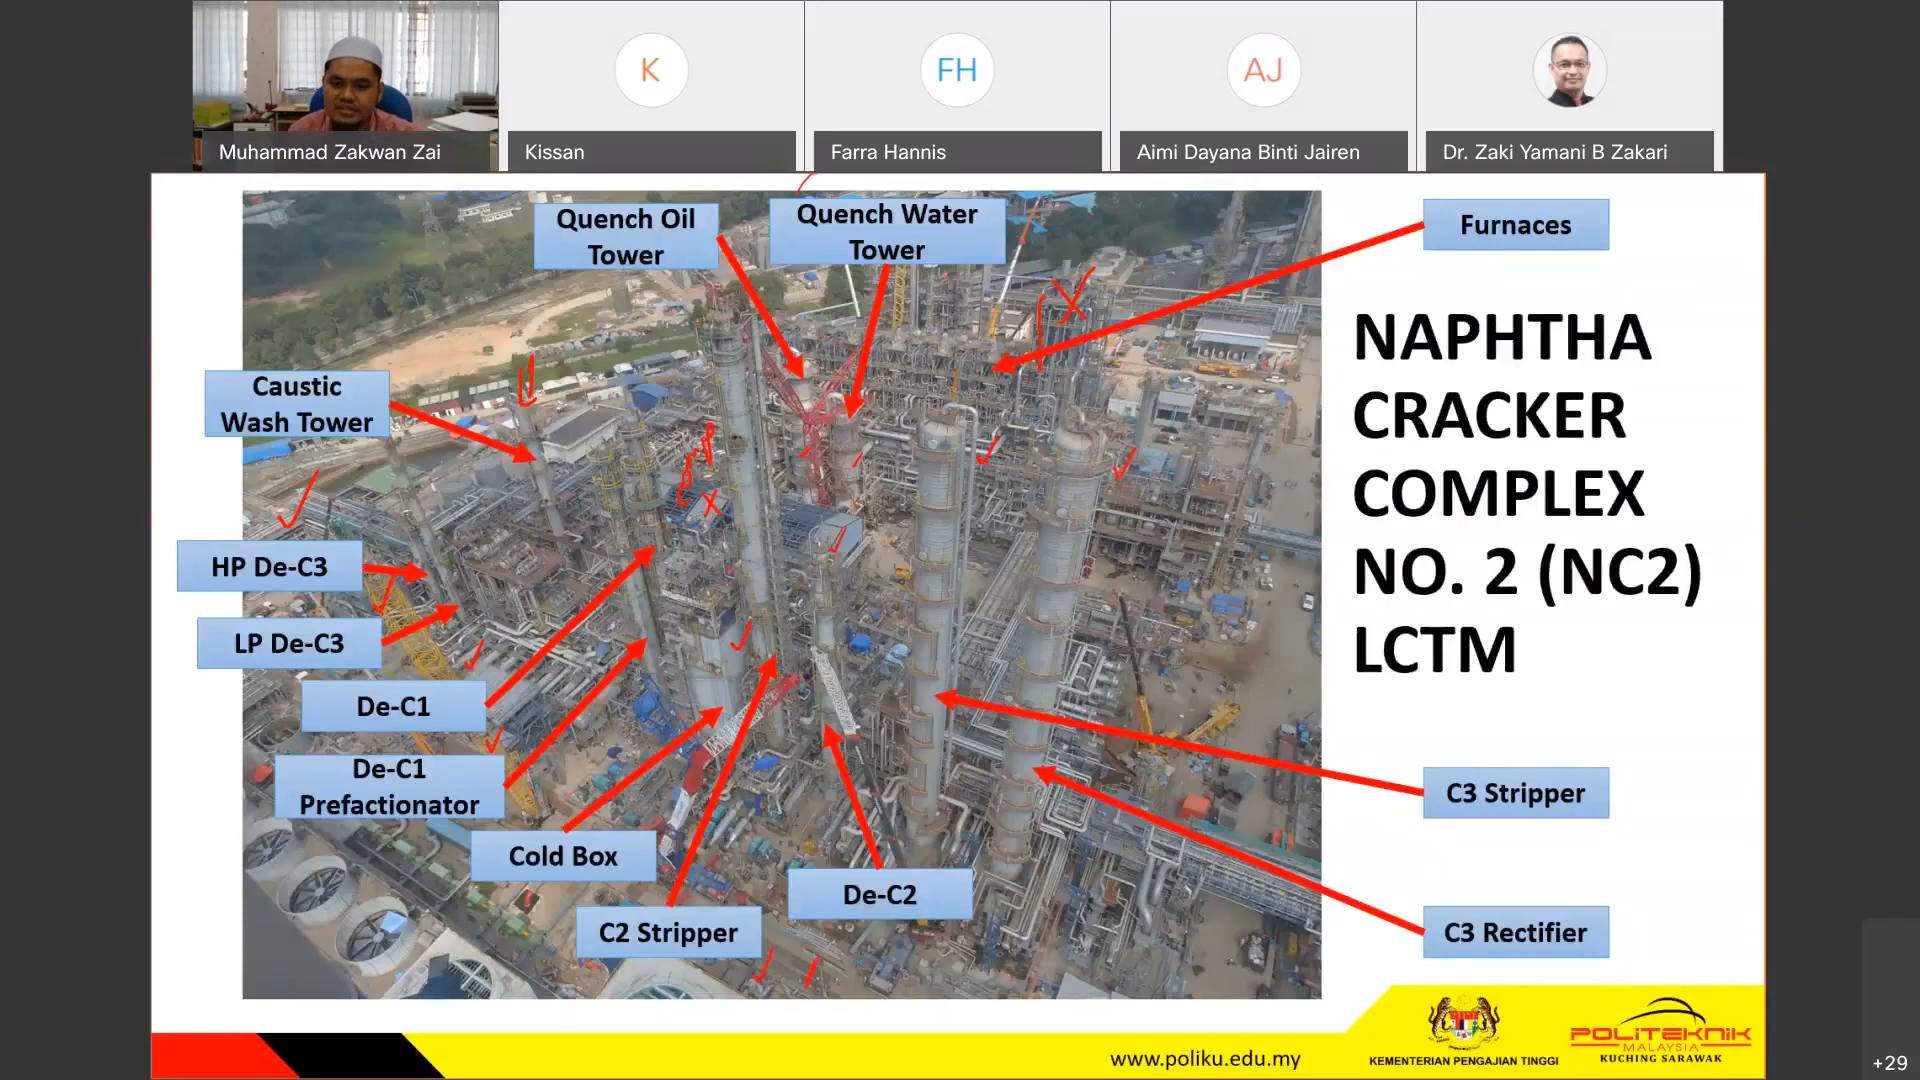 K
FH
AJ
Muhammad Zakwan Zai
Kissan
Farra Hannis
Aimi Dayana Binti Jairen
Dr. Zaki Yamani B Zakari
Quench Oil
Tower
Quench Water
Tower
Furnaces
Caustic
Wash Tower
comp
HP De-C3
LP De-C3
De-C1
De-C1
Prefactionator
Cold Box
C2 Stripper
De-C2
NAPHTHA
CRACKER
COMPLEX
NO. 2 (NC2)
LCTM
C3 Stripper
C3 Rectifier
www.poliku.edu.my
KEMENTERIAN PENGAJIAN TINGGI
POLITEKNIK
MALAYSIA
KUCHING SARAWAK
+29